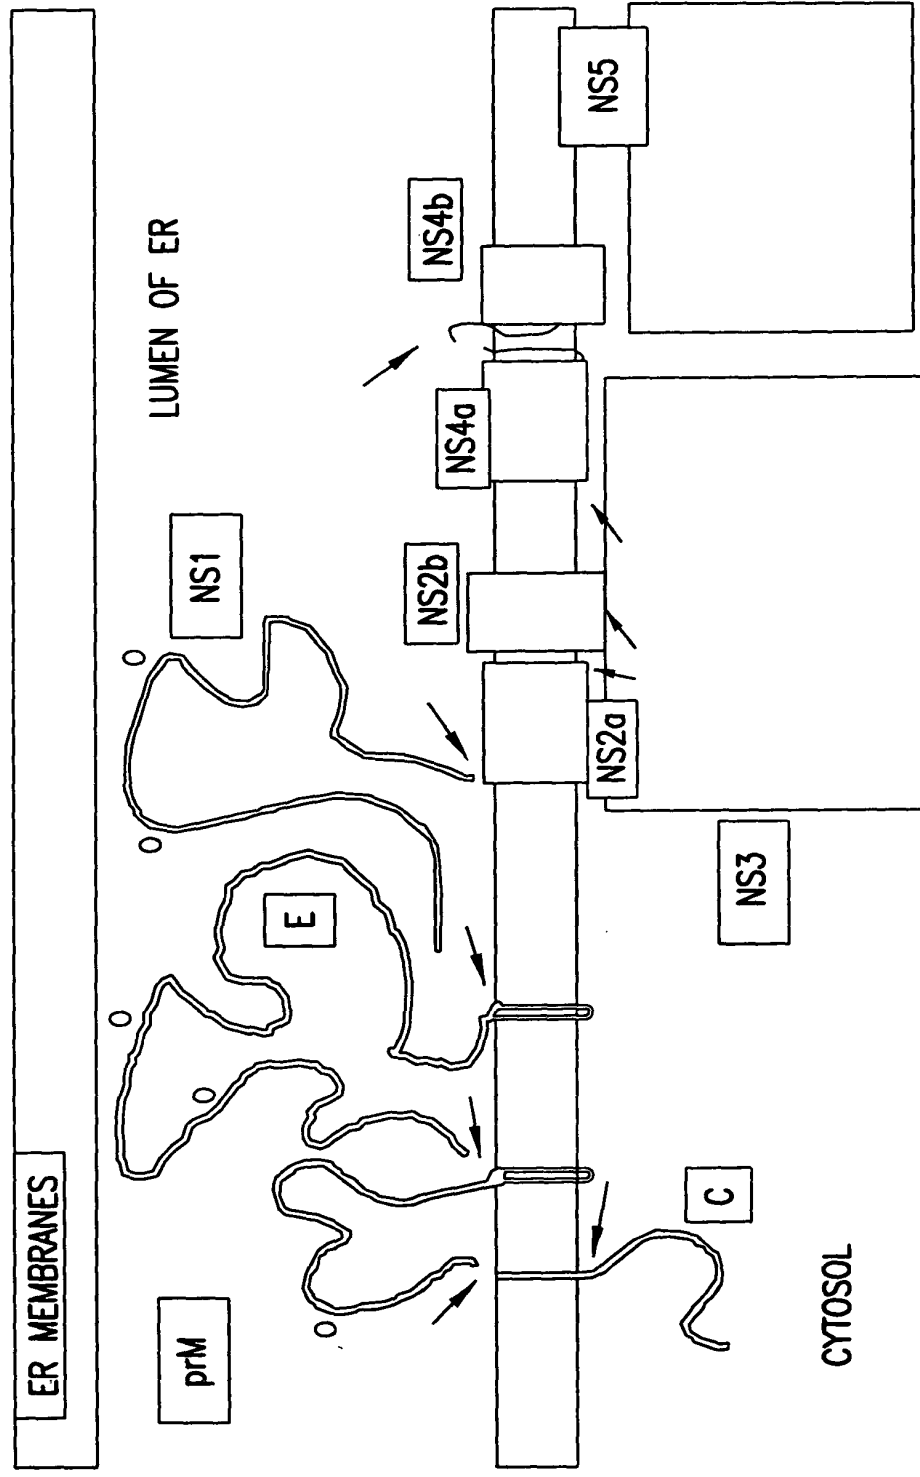 ER MEMBRANES
LUMEN OF ER
prM
E
NS1
NS2b
NS4a
NS4b
NS2a
NS5
C
NS3
CYTOSOL